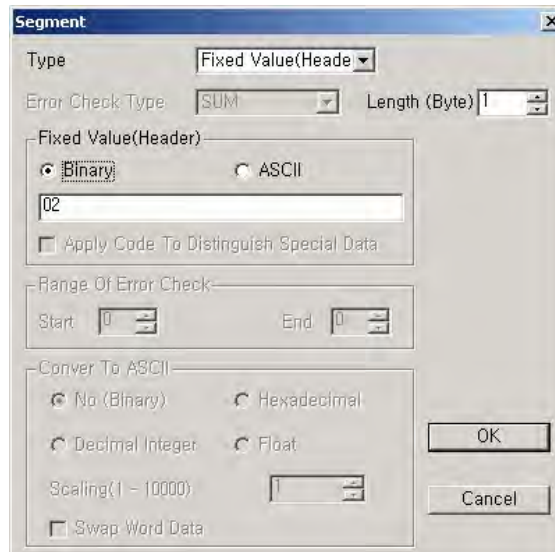 Segment
Type Fixed Value(Heade
Error Check Type SUM Length (Byte) 1
Fixed Value(Header)
Binary ASCII
02
Apply Code To Distinguish Special Data
Range Of Error Check
Start 0 End 0
Conver To ASCII
No (Binary) Hexadecimal
Decimal Integer Float
OK
Scaling(1 - 10000) 1
Cancel
Swap Word Data